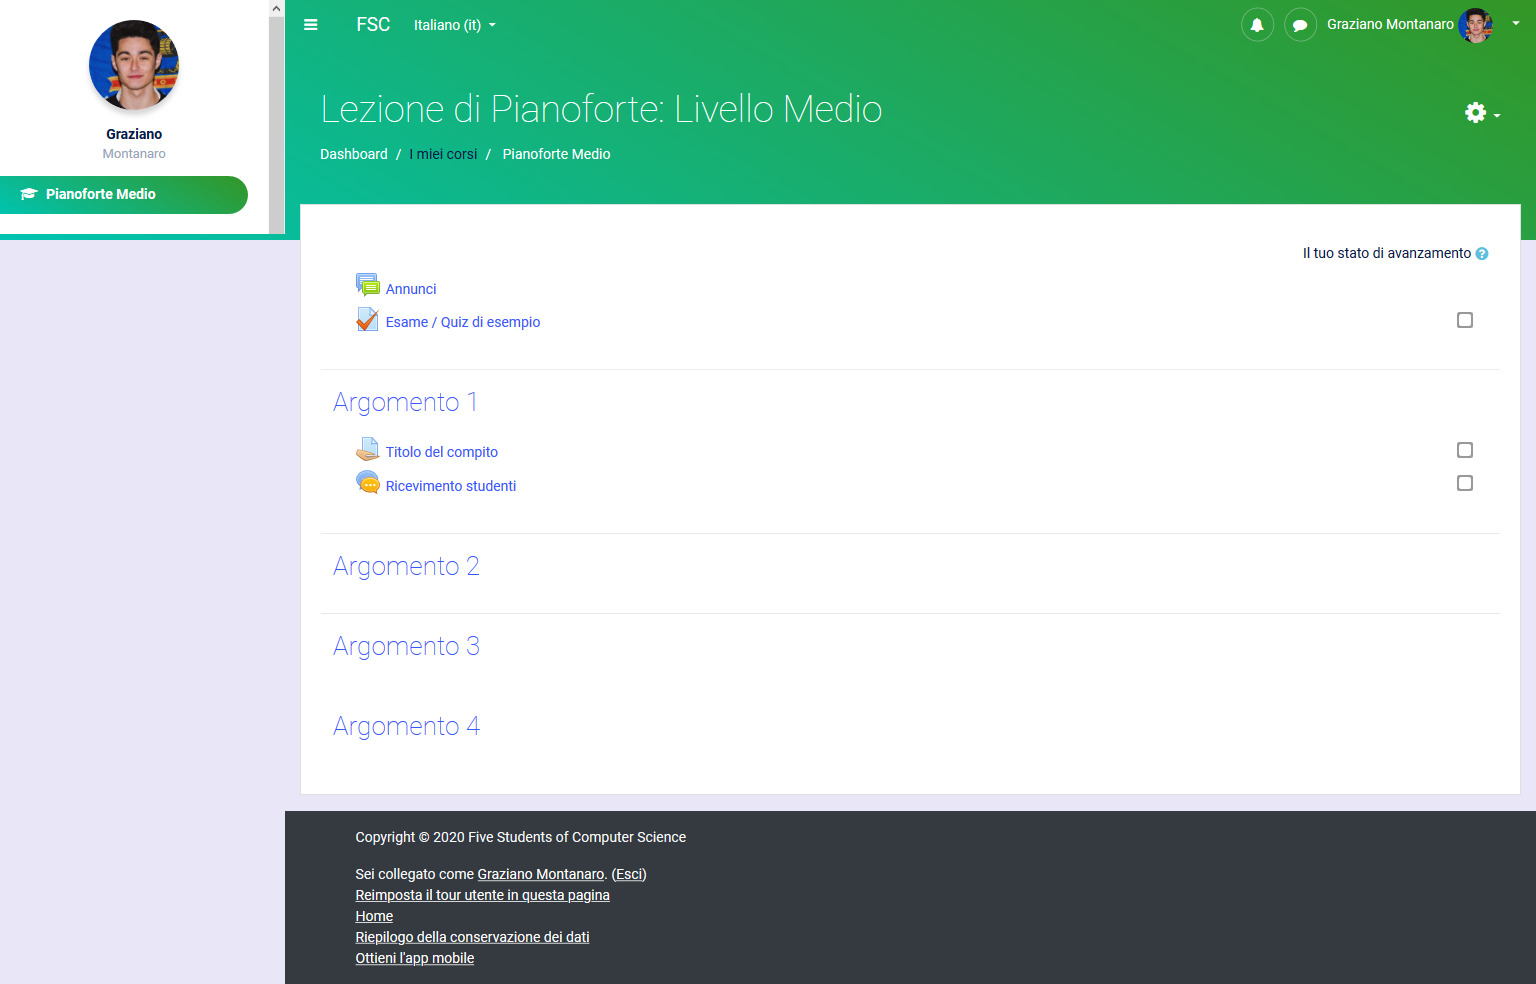 FSC Italiano (it) Graziano Montanaro
Graziano
Montanaro
Pianoforte Medio
Lezione di Pianoforte: Livello Medio
Dashboard / I miei corsi / Pianoforte Medio
Il tuo stato di avanzamento
Annunci
Esame / Quiz di esempio
Argomento 1
Titolo del compito
Ricevimento studenti
Argomento 2
Argomento 3
Argomento 4
Copyright © 2020 Five Students of Computer Science
Sei collegato come Graziano Montanaro. (Esci)
Reimposta il tour utente in questa pagina
Home
Riepilogo della conservazione dei dati
Ottieni l'app mobile